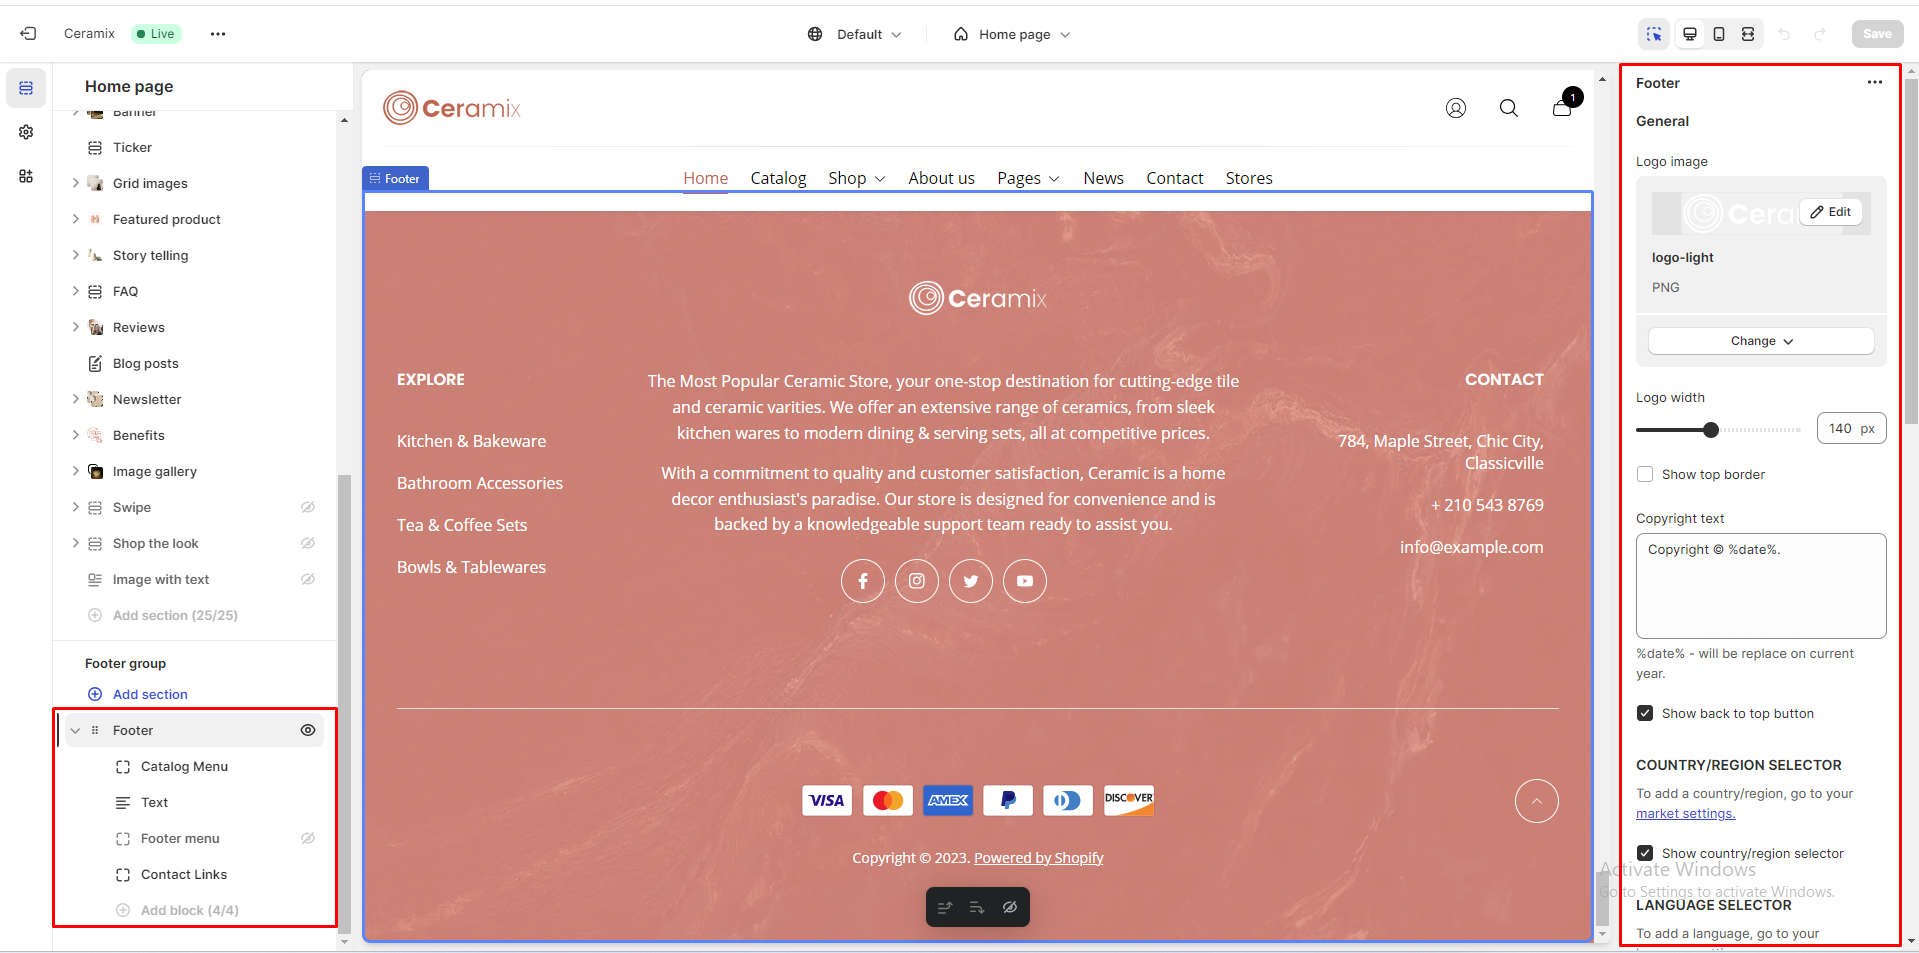 Ceramix
Live
Default
Home page
Save
Home page
Banner
Ticker
Grid images
Featured product
Story telling
FAQ
Reviews
Blog posts
Newsletter
Benefits
Image gallery
Swipe
Shop the look
Image with text
Add section (25/25)
Footer group
Add section
Footer
Catalog Menu
Text
Footer menu
Contact Links
Add block (4/4)
Ceramix
1
Footer
Home Catalog Shop About us Pages News Contact Stores
Ceramix
EXPLORE
Kitchen & Bakeware
Bathroom Accessories
Tea & Coffee Sets
Bowls & Tablewares
The Most Popular Ceramic Store, your one-stop destination for cutting-edge tile
and ceramic varities. We offer an extensive range of ceramics, from sleek
kitchen wares to modern dining & serving sets, all at competitive prices.
With a commitment to quality and customer satisfaction, Ceramic is a home
decor enthusiast's paradise. Our store is designed for convenience and is
backed by a knowledgeable support team ready to assist you.
CONTACT
784, Maple Street, Chic City,
Classicville
+ 210 543 8769
info@example.com
VISA
AMEX
DISCOVER
Copyright © 2023. Powered by Shopify
Footer
General
Logo image
Cera
Edit
logo-light
PNG
Change
Logo width
140 px
Show top border
Copyright text
Copyright © %date%.
%date% - will be replace on current
year.
Show back to top button
COUNTRY/REGION SELECTOR
To add a country/region, go to your
market settings.
Show country/region selector
Activate Windows
Go to Settings to activate Windows.
LANGUAGE SELECTOR
To add a language, go to your